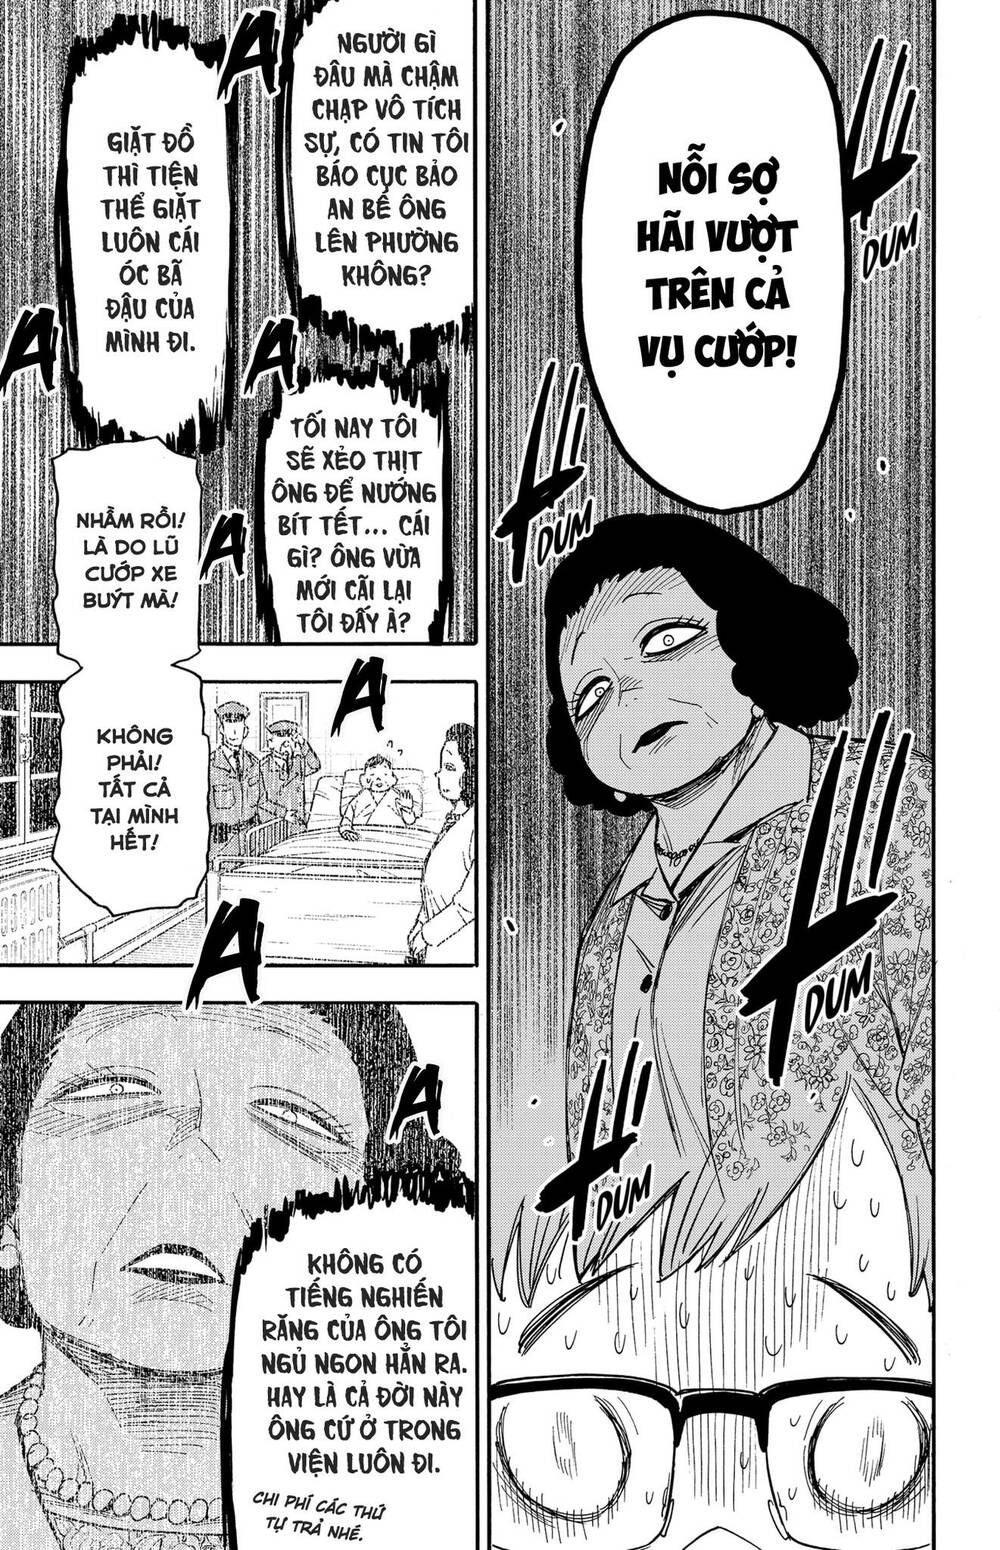 NỖI SỢ
HÃI VƯỢT
TRÊN CẢ
VỤ CƯỚP!
HÙ!!!
DUM
HÙ!!!
DUM
HÙ!!!
DUM
HÙ!!!
DUM
NGƯỜI GÌ
ĐÂU MÀ CHẬM
CHẠP VÔ TÍCH
SỰ, CÓ TIN TÔI
BÁO CỤC BẢO
AN BẾ ÔNG
LÊN PHƯỜNG
KHÔNG?
TỐI NAY TÔI
SẼ XẺO THỊT
ÔNG ĐỂ NƯỚNG
BÍT TẾT... CÁI
GÌ? ÔNG VỪA
MỚI CÃI LẠI
TÔI ĐẤY À?
GIẶT ĐỒ
THÌ TIỆN
THỂ GIẶT
LUÔN CÁI
ÓC BÃ
ĐẬU CỦA
MÌNH ĐI.
A
A
A
A
NHẦM RỒI!
LÀ DO LŨ
CƯỚP XE
BUÝT MÀ!
KHÔNG
PHẢI!
TẤT CẢ
TẠI MÌNH
HẾT!
A
A
A
KHÔNG CÓ
TIẾNG NGHIẾN
RĂNG CỦA ÔNG TÔI
NGỦ NGON HẲN RA.
HAY LÀ CẢ ĐỜI NÀY
ÔNG CỨ Ở TRONG
VIỆN LUÔN ĐI.
CHI PHÍ CÁC THỨ
TỰ TRẢ NHÉ.